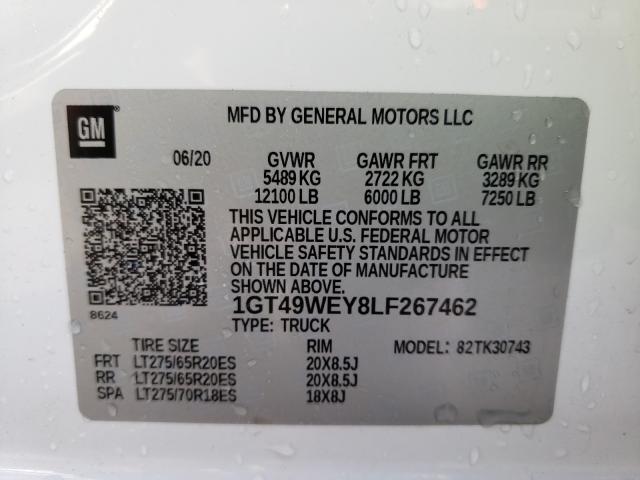 GM
MFD BY GENERAL MOTORS LLC
06/20 GVWR GAWR FRT GAWR RR
5489 KG 2722 KG 3289 KG
12100 LB 6000 LB 7250 LB
THIS VEHICLE CONFORMS TO ALL
APPLICABLE U.S. FEDERAL MOTOR
VEHICLE SAFETY STANDARDS IN EFFECT
ON THE DATE OF MANUFACTURE
SHOWN ABOVE.
8624
1GT49WEY8LF267462
TYPE: TRUCK
TIRE SIZE RIM MODEL: 82TK30743
FRT LT275/65R20ES 20X8.5J
RR LT275/65R20ES 20X8.5J
SPA LT275/70R18ES 18X8J